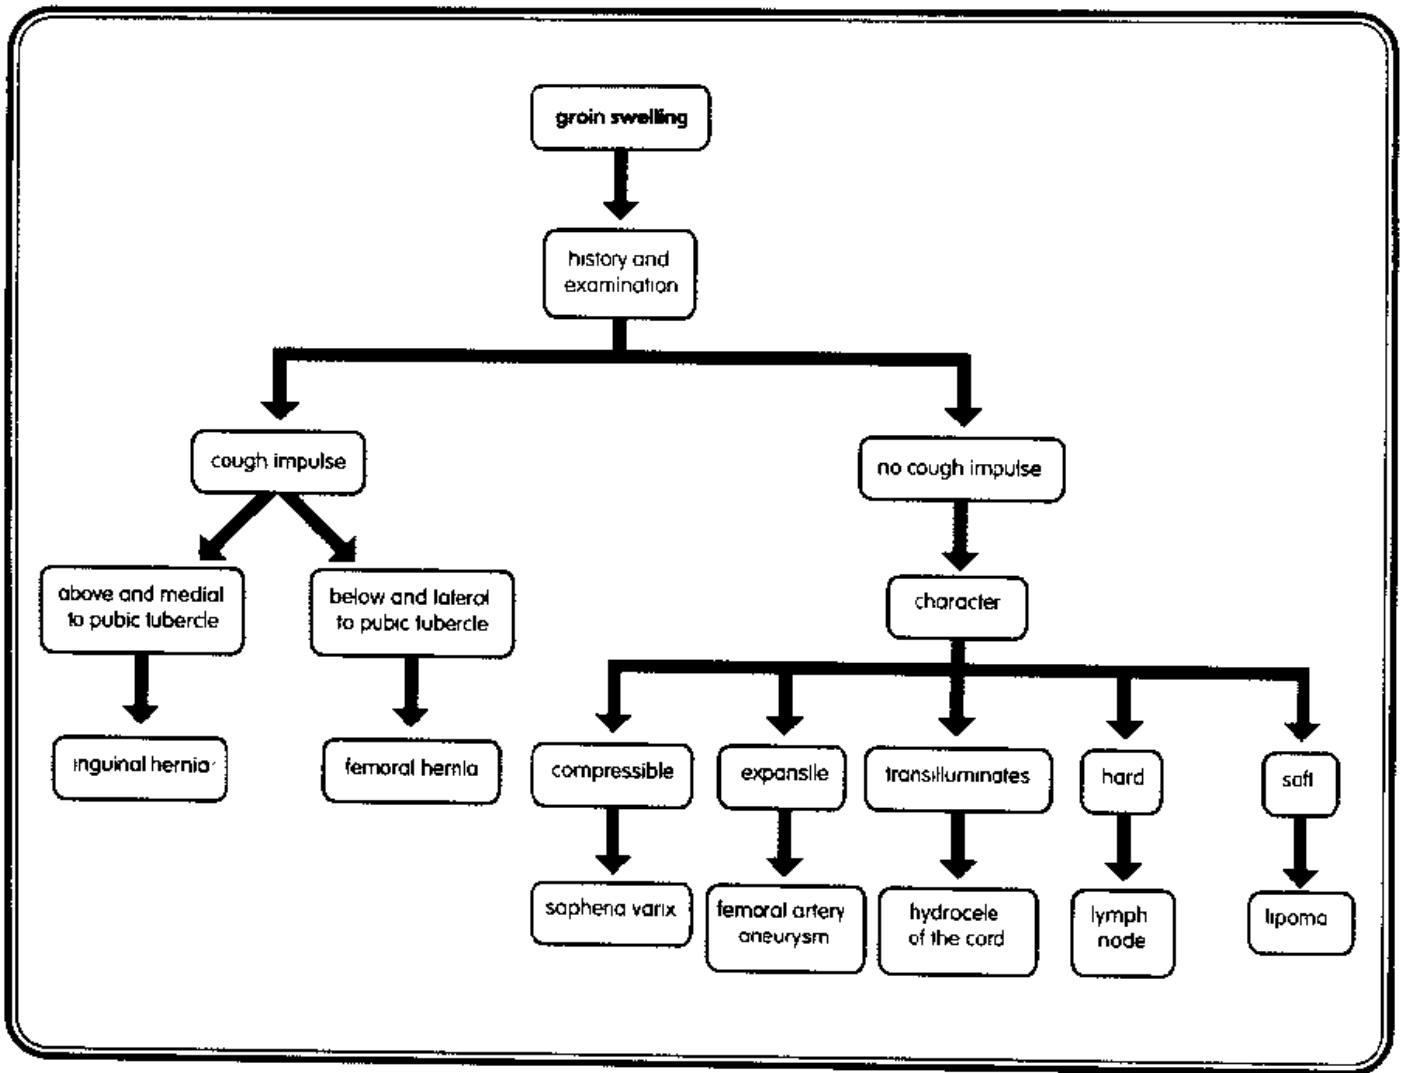 groin swelling
history and
examination
cough impulse
no cough impulse
above and medial
to pubic tubercle
below and lateral
to pubic tubercle
character
inguinal hernia
femoral hernia
compressible
expansile
transilluminates
hard
soft
saphena varix
femoral artery
aneurysm
hydrocele
of the cord
lymph
node
lipoma